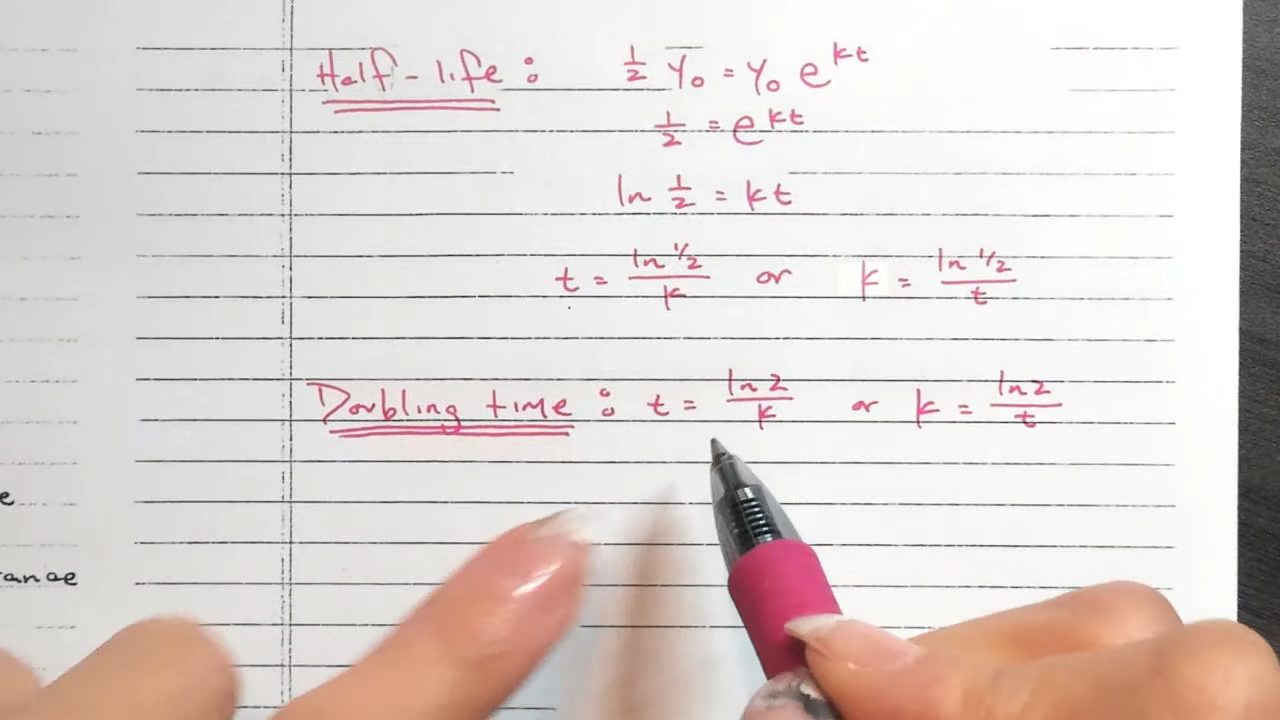 Half-life : ½ y₀ = y₀ e^kt
½ = e^kt
ln ½ = kt
t = ln ½ / k or k = ln ½ / t
Doubling time : t = ln 2 / k or k = ln 2 / t